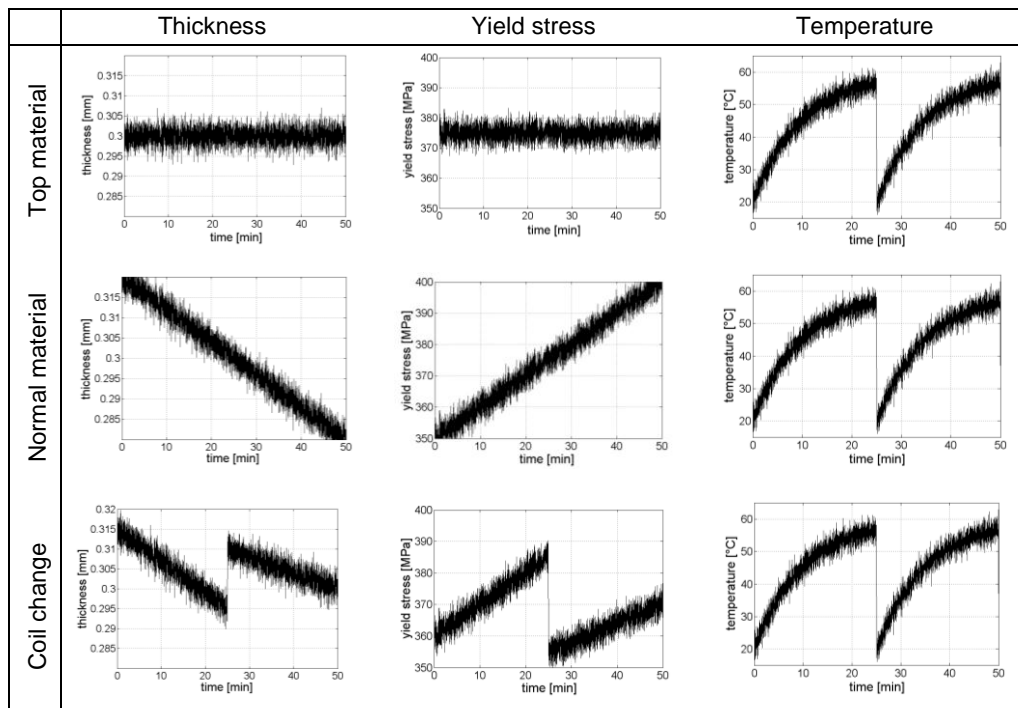 Thickness Yield stress Temperature
Top material
thickness [mm]
0.315
0.31
0.305
0.3
0.295
0.29
0.285
0 10 20 30 40 50
time [min]
yield stress [MPa]
400
390
380
370
360
350
0 10 20 30 40 50
time [min]
temperature [°C]
60
50
40
30
20
0 10 20 30 40 50
time [min]
Normal material
thickness [mm]
0.315
0.31
0.305
0.3
0.295
0.29
0.285
0 10 20 30 40 50
time [min]
yield stress [MPa]
400
390
380
370
360
350
0 10 20 30 40 50
time [min]
temperature [°C]
60
50
40
30
20
0 10 20 30 40 50
time [min]
Coil change
thickness [mm]
0.32
0.315
0.31
0.305
0.3
0.295
0.29
0.285
0 10 20 30 40 50
time [min]
yield stress [MPa]
400
390
380
370
360
350
0 10 20 30 40 50
time [min]
temperature [°C]
60
50
40
30
20
0 10 20 30 40 50
time [min]